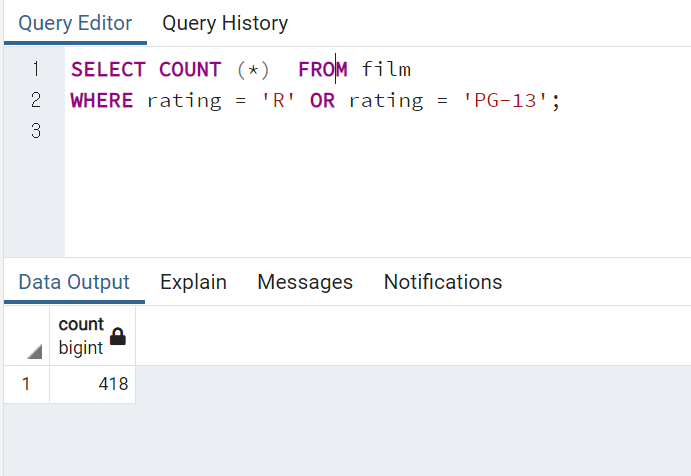 Query Editor Query History
1 SELECT COUNT (*)  FROM film
2 WHERE rating = 'R' OR rating = 'PG-13';
3
Data Output Explain Messages Notifications
count
bigint
1 418